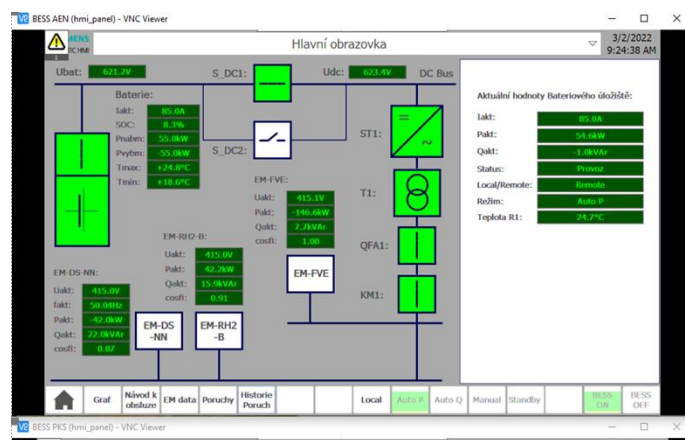 BESS AEN (hmi_panel) - VNC Viewer
Hlavní obrazovka
3/2/2022
9:24:38 AM
Ubat: 621.2V
S_DC1:
Udc: 623.4V
DC Bus
Baterie:
Iakt: 85.0A
SOC: 8.3%
Pnabm: 55.0kW
Pvybm: -55.0kW
Tmax: +24.8°C
Tmin: +18.6°C
S_DC2:
ST1:
T1:
QFA1:
KM1:
EM-FVE:
Uakt: 415.1V
Pakt: -146.6kW
Qakt: 7.7kVAr
cosfi: 1.00
EM-RH2-B:
Uakt: 415.0V
Pakt: 42.2kW
Qakt: 15.9kVAr
cosfi: 0.91
EM-DS-NN:
Uakt: 415.0V
fakt: 50.04Hz
Pakt: -42.0kW
Qakt: 22.0kVAr
cosfi: 0.87
EM-DS
-NN
EM-RH2
-B
EM-FVE
Aktuální hodnoty Bateriového úložiště:
Iakt: 85.0A
Pakt: 54.6kW
Qakt: -1.0kVAr
Status: Provoz
Local/Remote: Remote
Režim: Auto P
Teplota R1: 24.7°C
Graf
Návod k
obsluze
EM data
Poruchy
Historie
Poruch
Local
Auto P
Auto Q
Manual
Standby
BESS
ON
BESS
OFF
BESS PKS (hmi_panel) - VNC Viewer